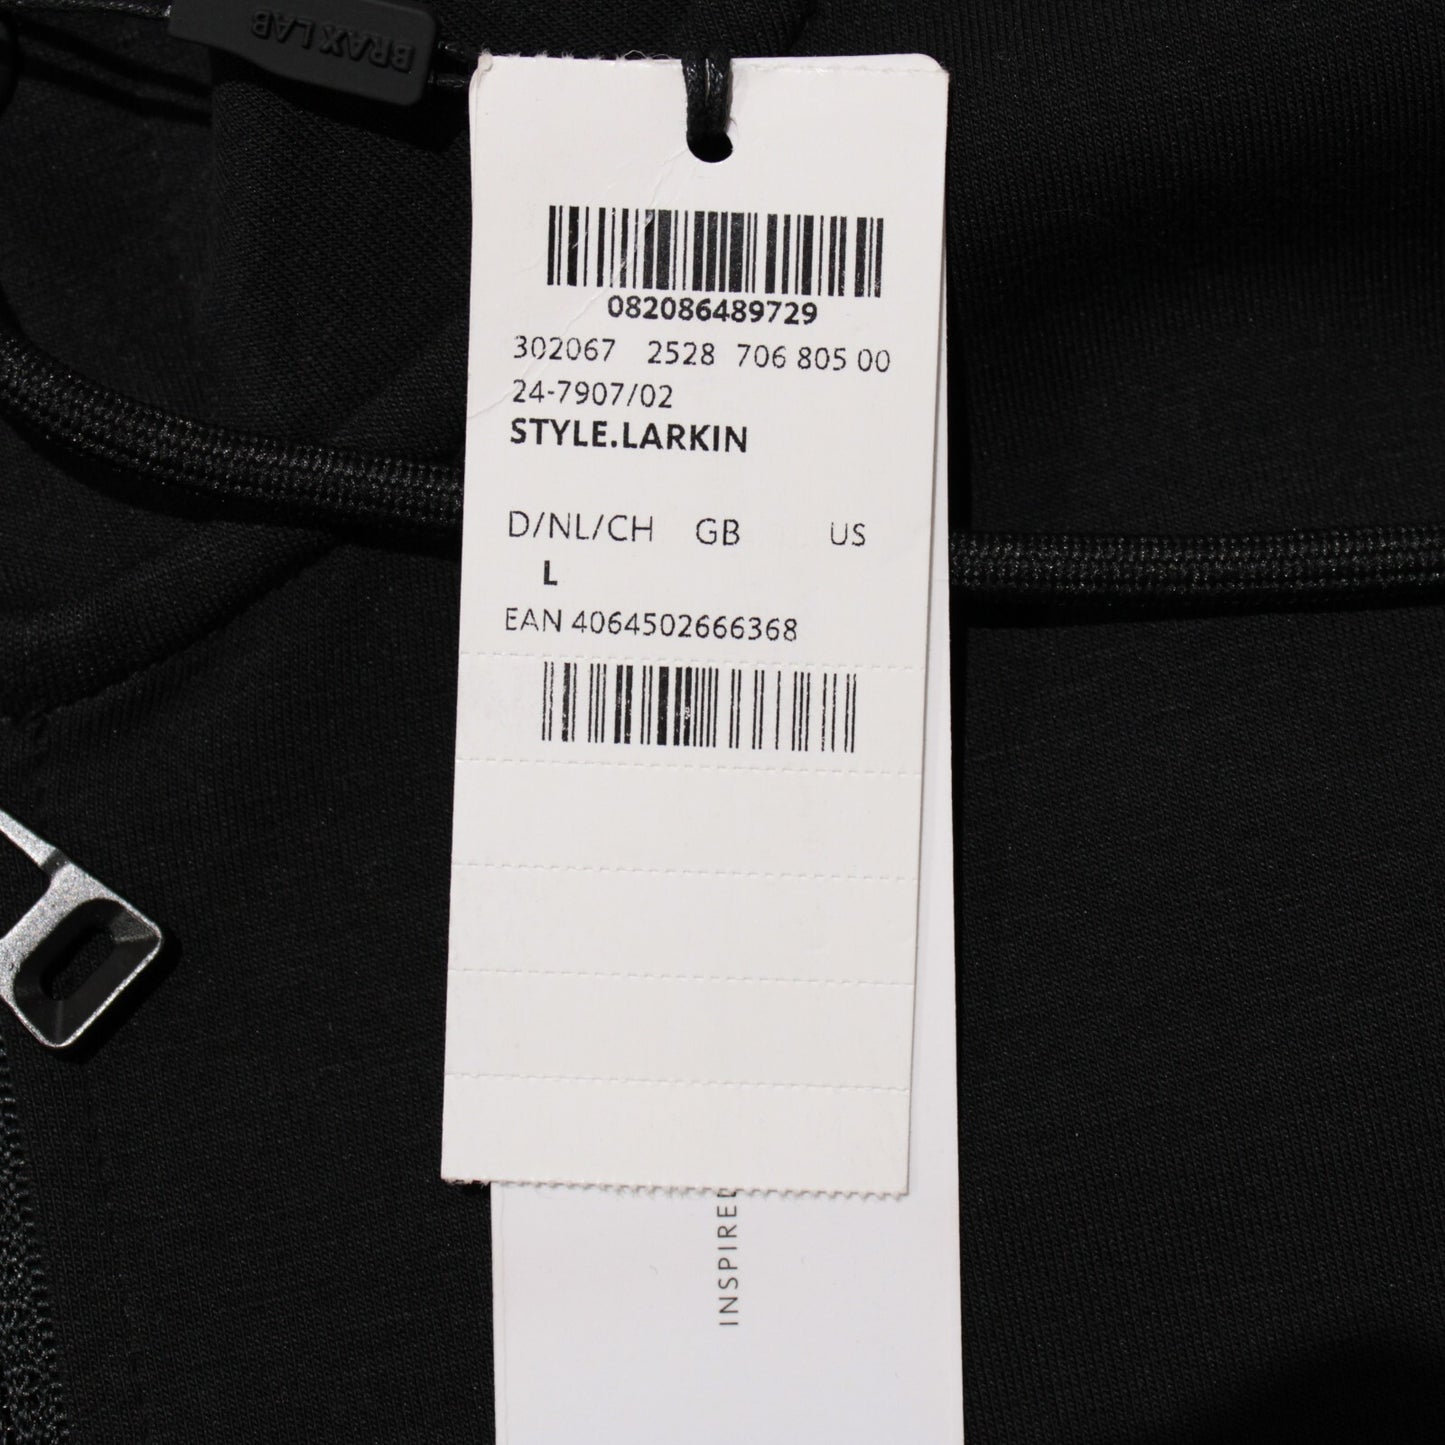 BRAX LAB
082086489729
302067 2528 706 805 00
24-7907/02
STYLE.LARKIN
D/NL/CH GB US
L
EAN 4064502666368
INSPIRED